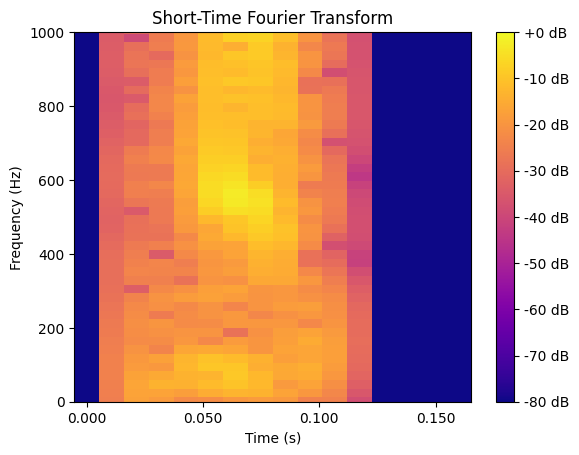 Short-Time Fourier Transform
Frequency (Hz)
1000
800
600
400
200
0
0.000
0.050
0.100
0.150
Time (s)
+0 dB
-10 dB
-20 dB
-30 dB
-40 dB
-50 dB
-60 dB
-70 dB
-80 dB